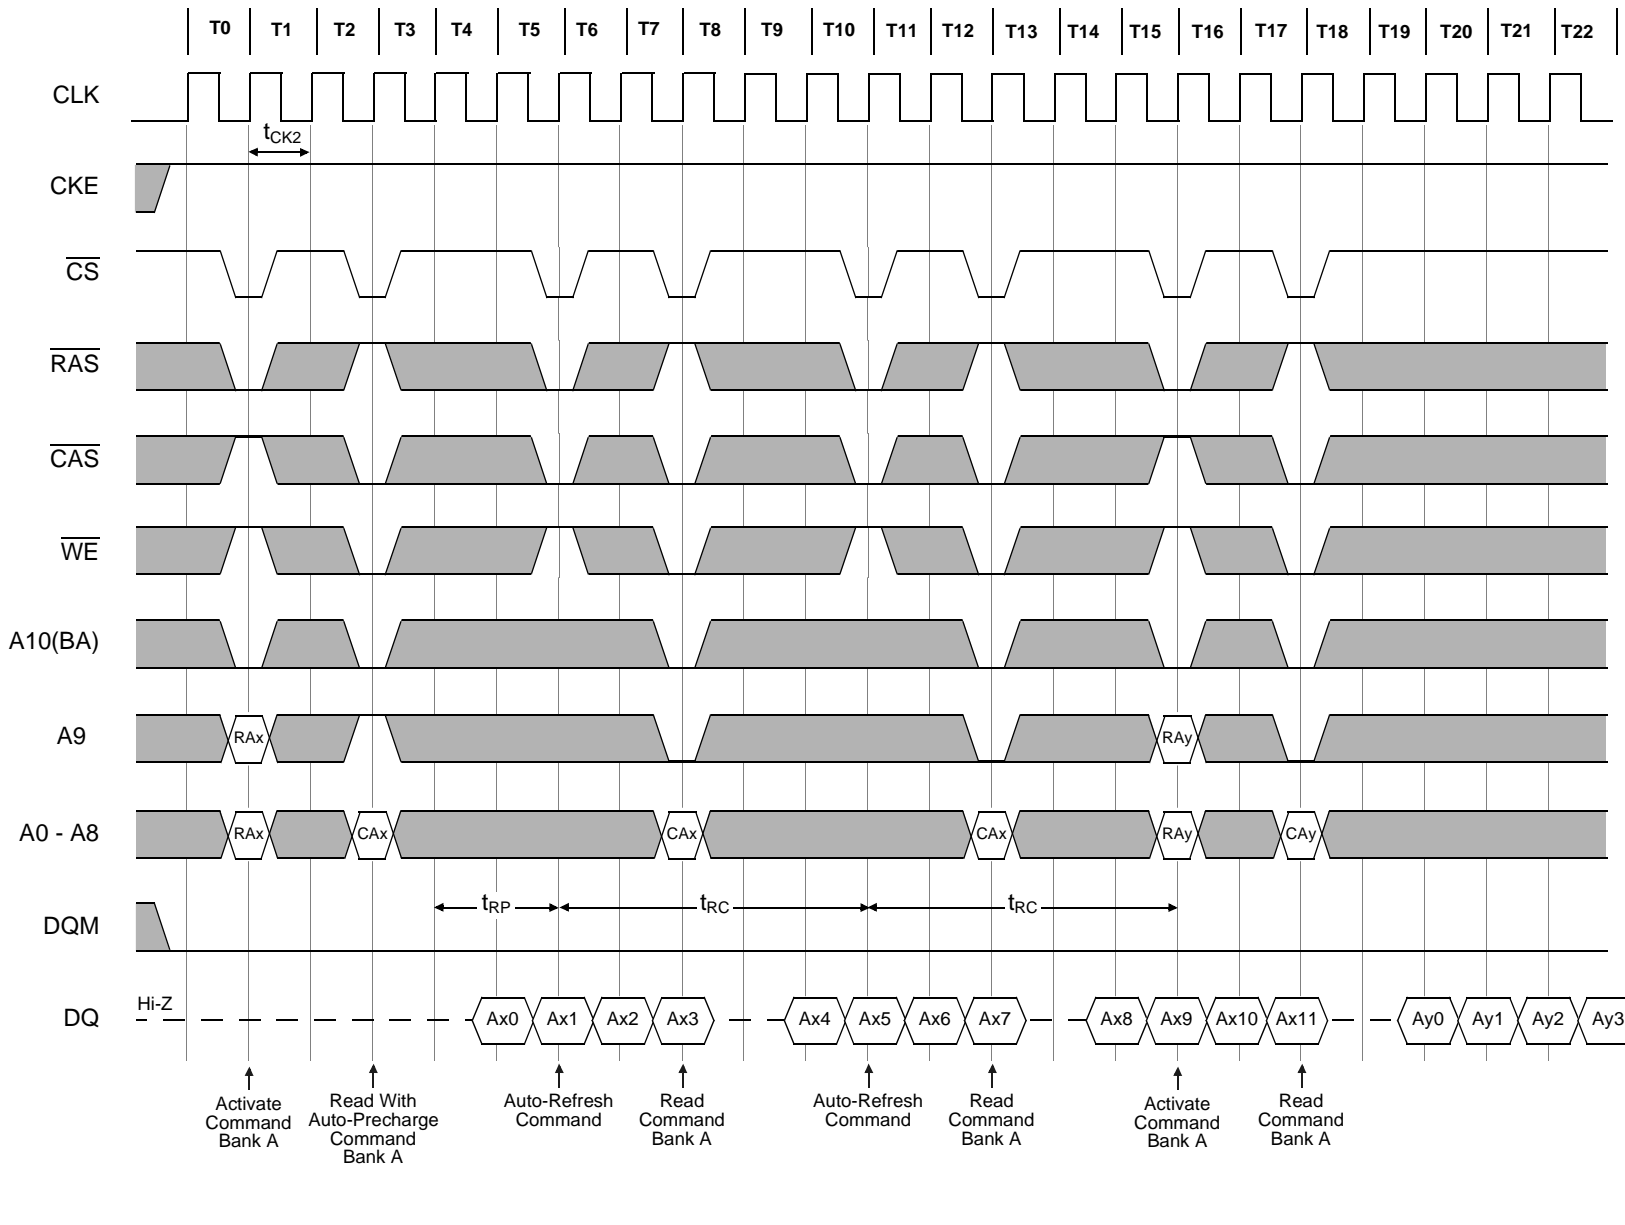 T0 T1 T2 T3 T4 T5 T6 T7 T8 T9 T10 T11 T12 T13 T14 T15 T16 T17 T18 T19 T20 T21 T22
CLK
tCK2
CKE
CS
RAS
CAS
WE
A10(BA)
A9 RAx RAy
A0 - A8 RAx CAx CAx CAx RAy CAy
tRP tRC tRC
DQM
Hi-Z
DQ Ax0 Ax1 Ax2 Ax3 Ax4 Ax5 Ax6 Ax7 Ax8 Ax9 Ax10 Ax11 Ay0 Ay1 Ay2 Ay3
Activate
Command
Bank A
Read With
Auto-Precharge
Command
Bank A
Auto-Refresh
Command
Read
Command
Bank A
Auto-Refresh
Command
Read
Command
Bank A
Activate
Command
Bank A
Read
Command
Bank A